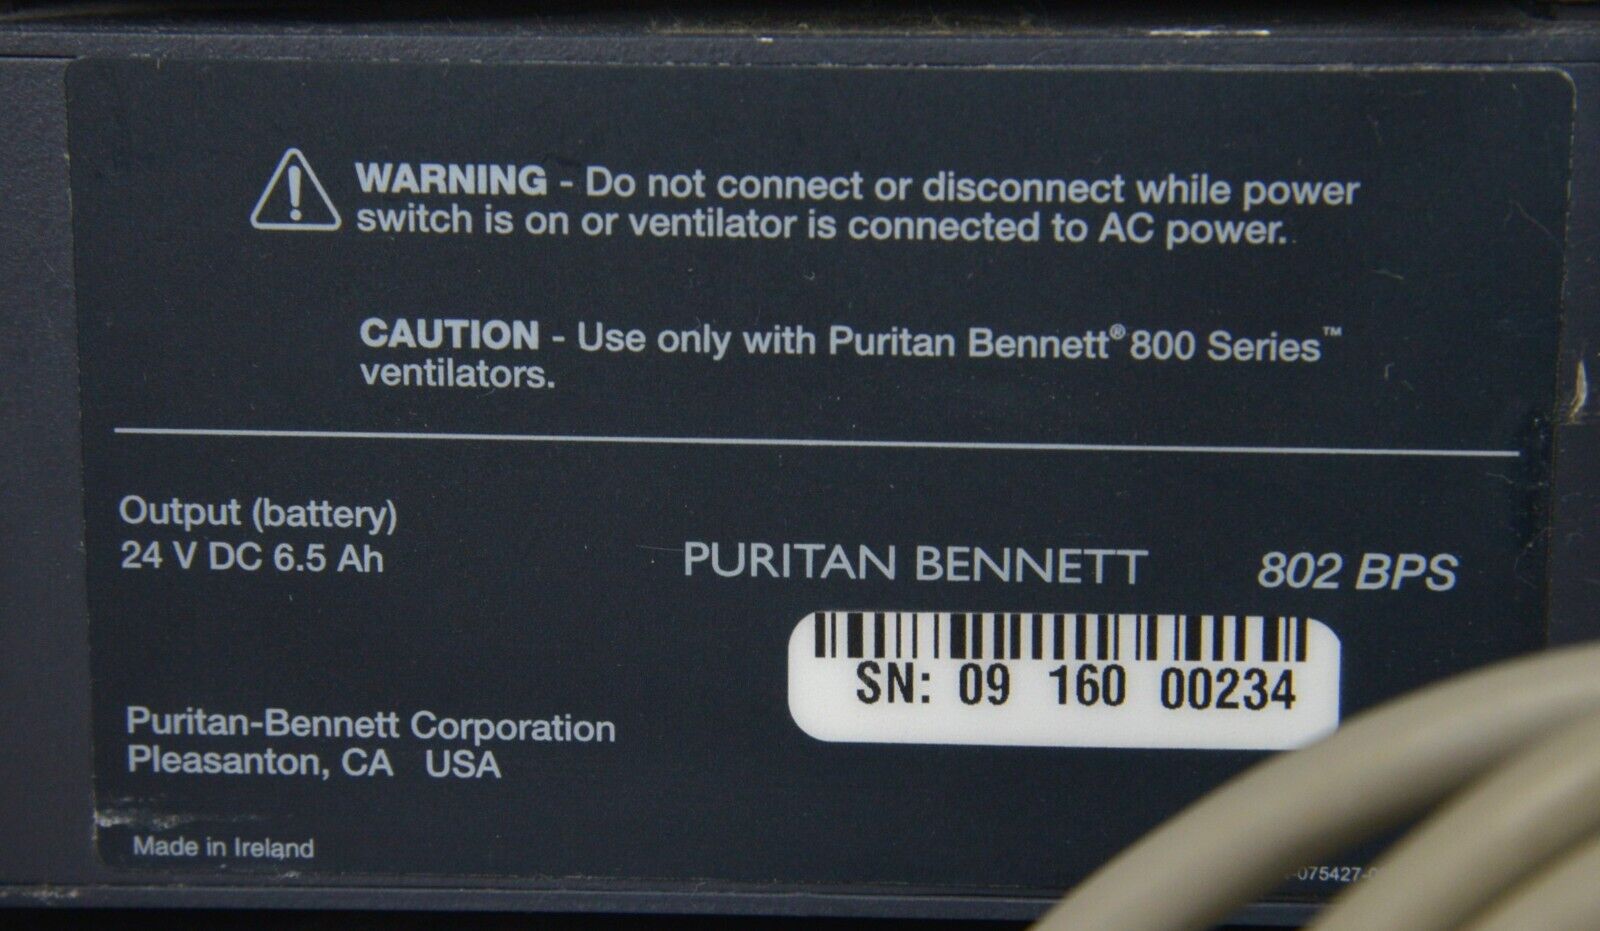 WARNING - Do not connect or disconnect while power
switch is on or ventilator is connected to AC power.
CAUTION - Use only with Puritan Bennett® 800 Series™
ventilators.
Output (battery)
24 V DC 6.5 Ah
PURITAN BENNETT 802 BPS
SN: 09 160 00234
Puritan-Bennett Corporation
Pleasanton, CA USA
Made in Ireland
-075427-